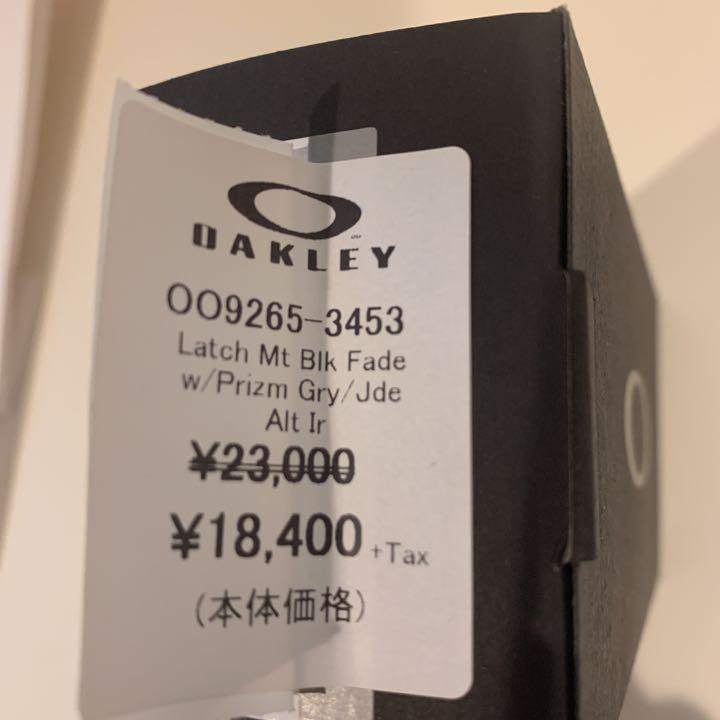 OAKLEY
OO9265-3453
Latch Mt Blk Fade
w/Prizm Gry/Jde
Alt Ir
¥23,000
¥18,400 +Tax
(本体価格)